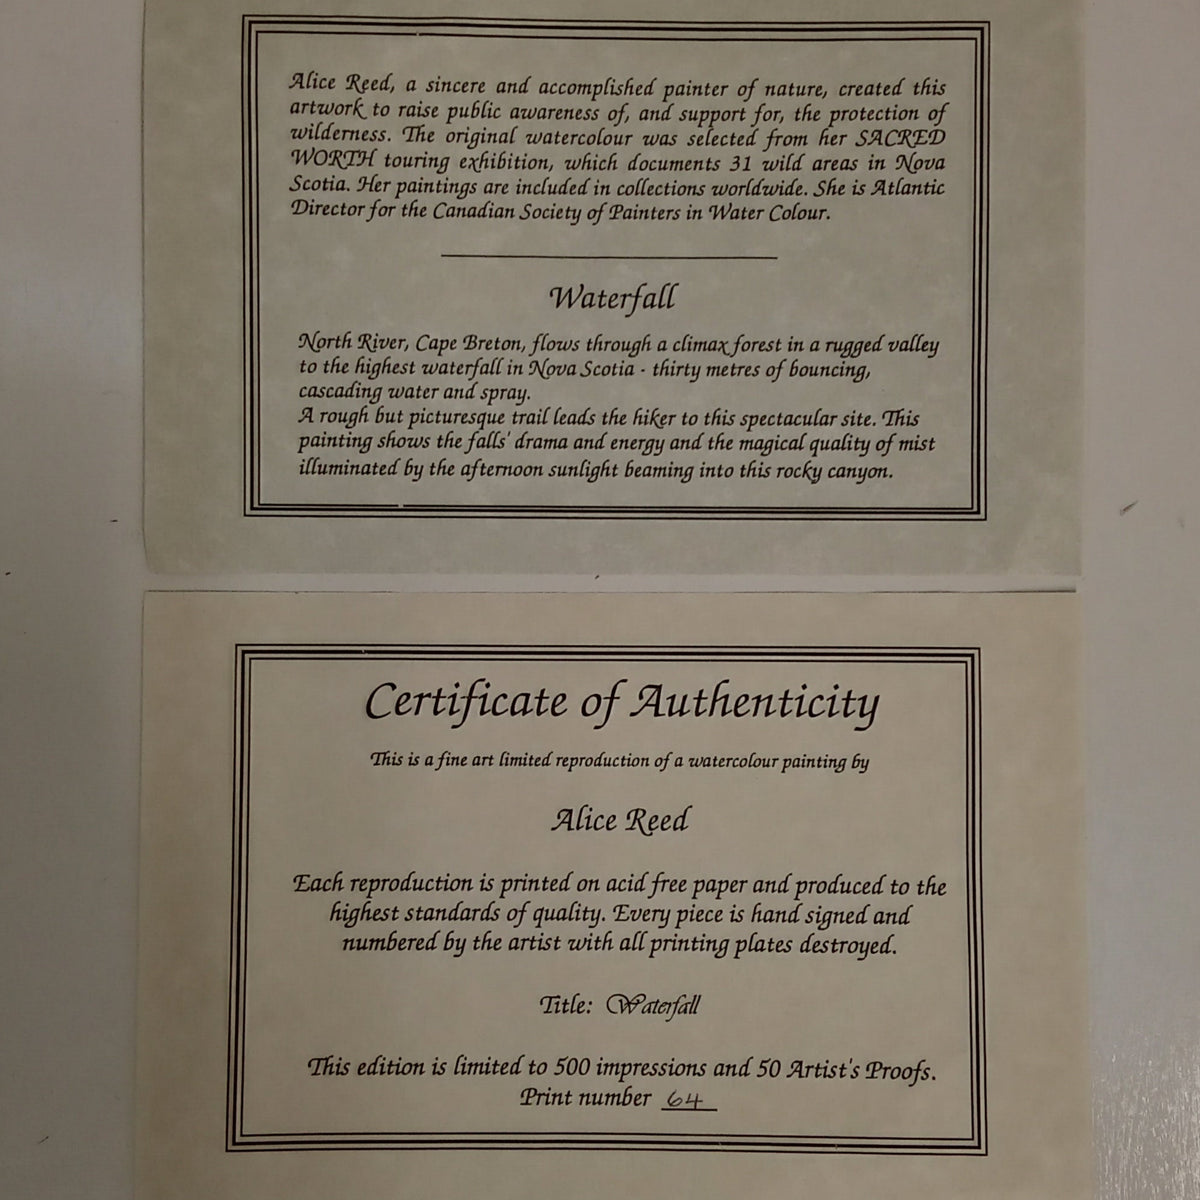 Alice Reed, a sincere and accomplished painter of nature, created this
artwork to raise public awareness of, and support for, the protection of
wilderness. The original watercolour was selected from her SACRED
WORTH touring exhibition, which documents 31 wild areas in Nova
Scotia. Her paintings are included in collections worldwide. She is Atlantic
Director for the Canadian Society of Painters in Water Colour.
Waterfall
North River, Cape Breton, flows through a climax forest in a rugged valley
to the highest waterfall in Nova Scotia - thirty metres of bouncing,
cascading water and spray.
A rough but picturesque trail leads the hiker to this spectacular site. This
painting shows the falls' drama and energy and the magical quality of mist
illuminated by the afternoon sunlight beaming into this rocky canyon.
Certificate of Authenticity
This is a fine art limited reproduction of a watercolour painting by
Alice Reed
Each reproduction is printed on acid free paper and produced to the
highest standards of quality. Every piece is hand signed and
numbered by the artist with all printing plates destroyed.
Title: Waterfall
This edition is limited to 500 impressions and 50 Artist's Proofs.
Print number 64